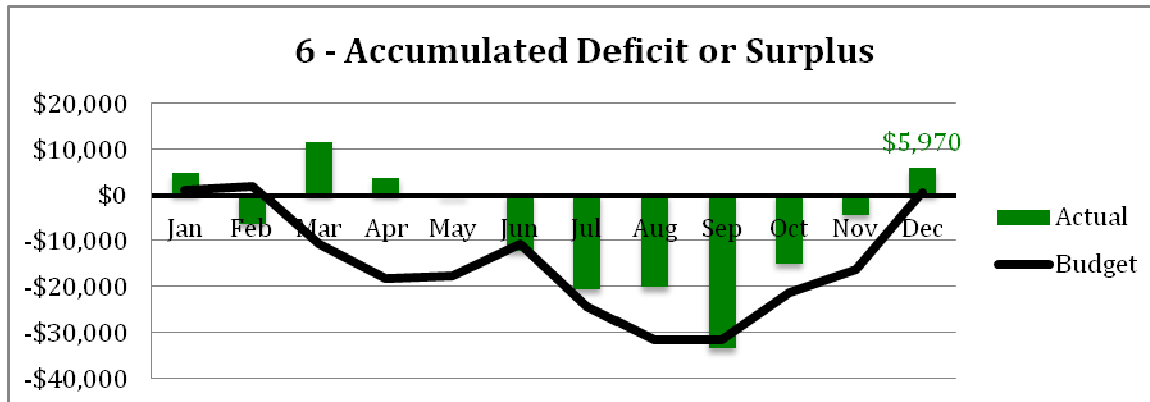 6 - Accumulated Deficit or Surplus
$20,000
$10,000
$0
-$10,000
-$20,000
-$30,000
-$40,000
$5,970
Jan Feb Mar Apr May Jun Jul Aug Sep Oct Nov Dec
Actual
Budget